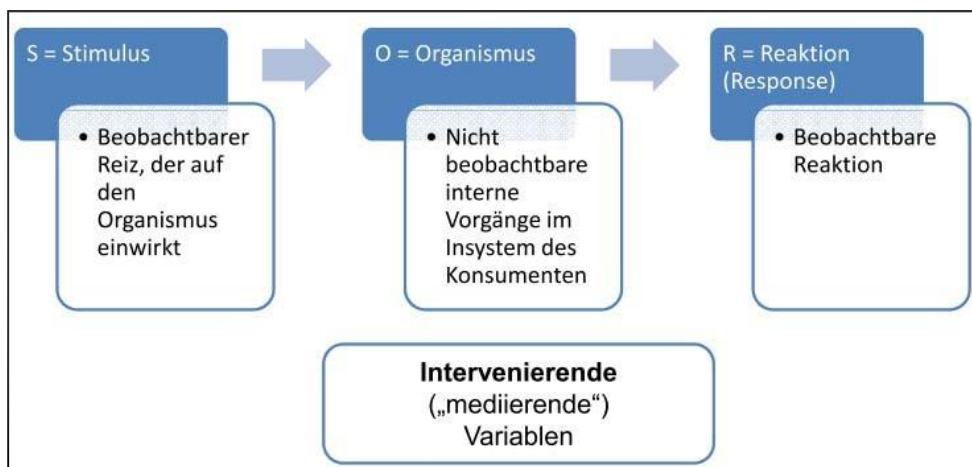 S = Stimulus
• Beobachtbarer
Reiz, der auf
den
Organismus
einwirkt
O = Organismus
• Nicht
beobachtbare
interne
Vorgänge im
Insystem des
Konsumenten
R = Reaktion
(Response)
• Beobachtbare
Reaktion
Intervenierende
(„mediierende“)
Variablen